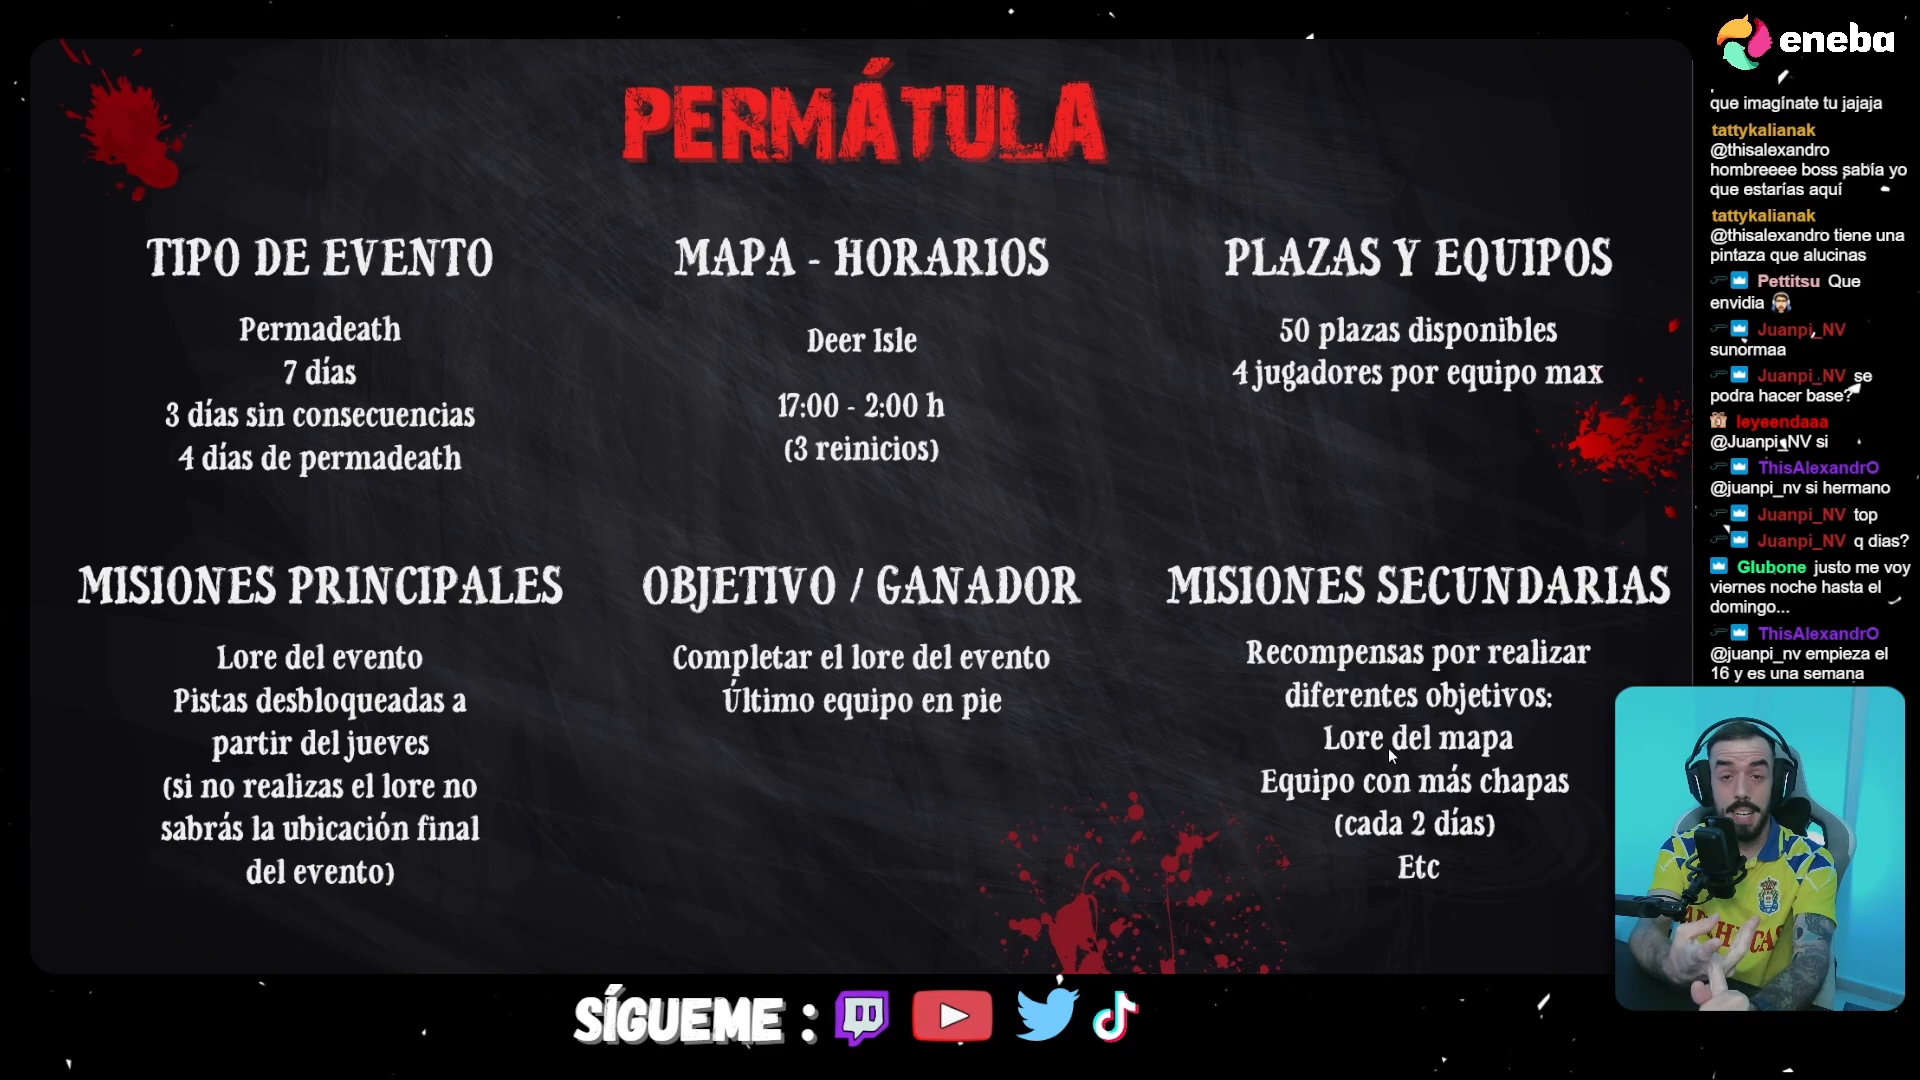 PERMÁTULA
TIPO DE EVENTO
Permadeath
7 días
3 días sin consecuencias
4 días de permadeath
MAPA - HORARIOS
Deer Isle
17:00 - 2:00 h
(3 reinicios)
PLAZAS Y EQUIPOS
50 plazas disponibles
4 jugadores por equipo max
MISIONES PRINCIPALES
Lore del evento
Pistas desbloqueadas a
partir del jueves
(si no realizas el lore no
sabrás la ubicación final
del evento)
OBJETIVO / GANADOR
Completar el lore del evento
Último equipo en pie
MISIONES SECUNDARIAS
Recompensas por realizar
diferentes objetivos:
Lore del mapa
Equipo con más chapas
(cada 2 días)
Etc
SÍGUEME :
eneba
que imagínate tu jajaja
tattykalianak
@thisalexandro
hombreeee boss sabía yo
que estarías aquí
tattykalianak
@thisalexandro tiene una
pintaza que alucinas
Pettitsu Que
envidia
Juanpi_NV
sunormaa
Juanpi_NV se
podra hacer base?
leyeendaaa
@Juanpi_NV si
ThisAlexandrO
@juanpi_nv si hermano
Juanpi_NV top
Juanpi_NV q dias?
Glubone justo me voy
viernes noche hasta el
domingo...
ThisAlexandrO
@juanpi_nv empieza el
16 y es una semana